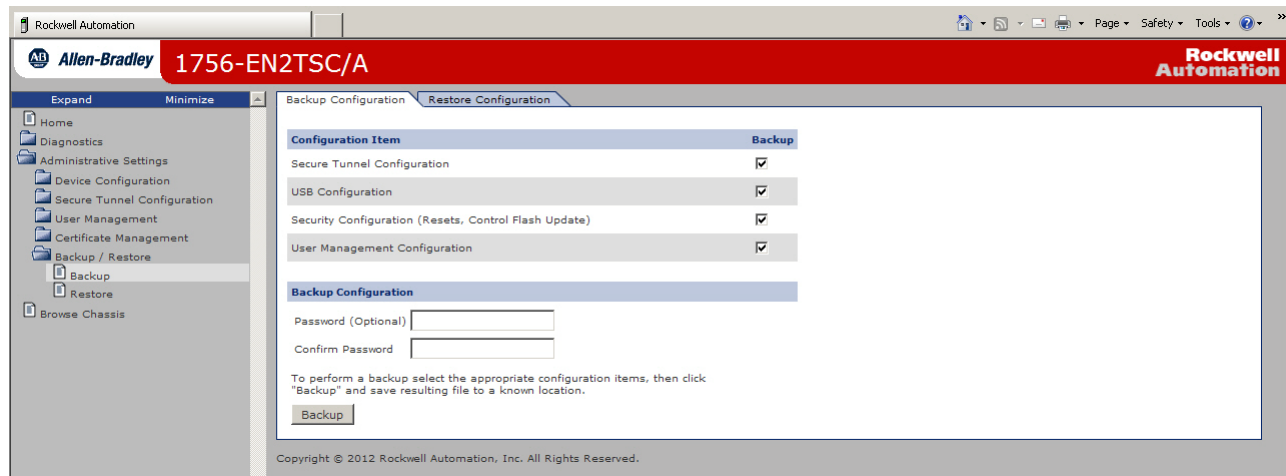 Rockwell Automation
Page Safety Tools »
AB Allen-Bradley 1756-EN2TSC/A Rockwell Automation
Expand Minimize
Home
Diagnostics
Administrative Settings
Device Configuration
Secure Tunnel Configuration
User Management
Certificate Management
Backup / Restore
Backup
Restore
Browse Chassis
Backup Configuration Restore Configuration
Configuration Item Backup
Secure Tunnel Configuration
USB Configuration
Security Configuration (Resets, Control Flash Update)
User Management Configuration
Backup Configuration
Password (Optional)
Confirm Password
To perform a backup select the appropriate configuration items, then click
"Backup" and save resulting file to a known location.
Backup
Copyright © 2012 Rockwell Automation, Inc. All Rights Reserved.